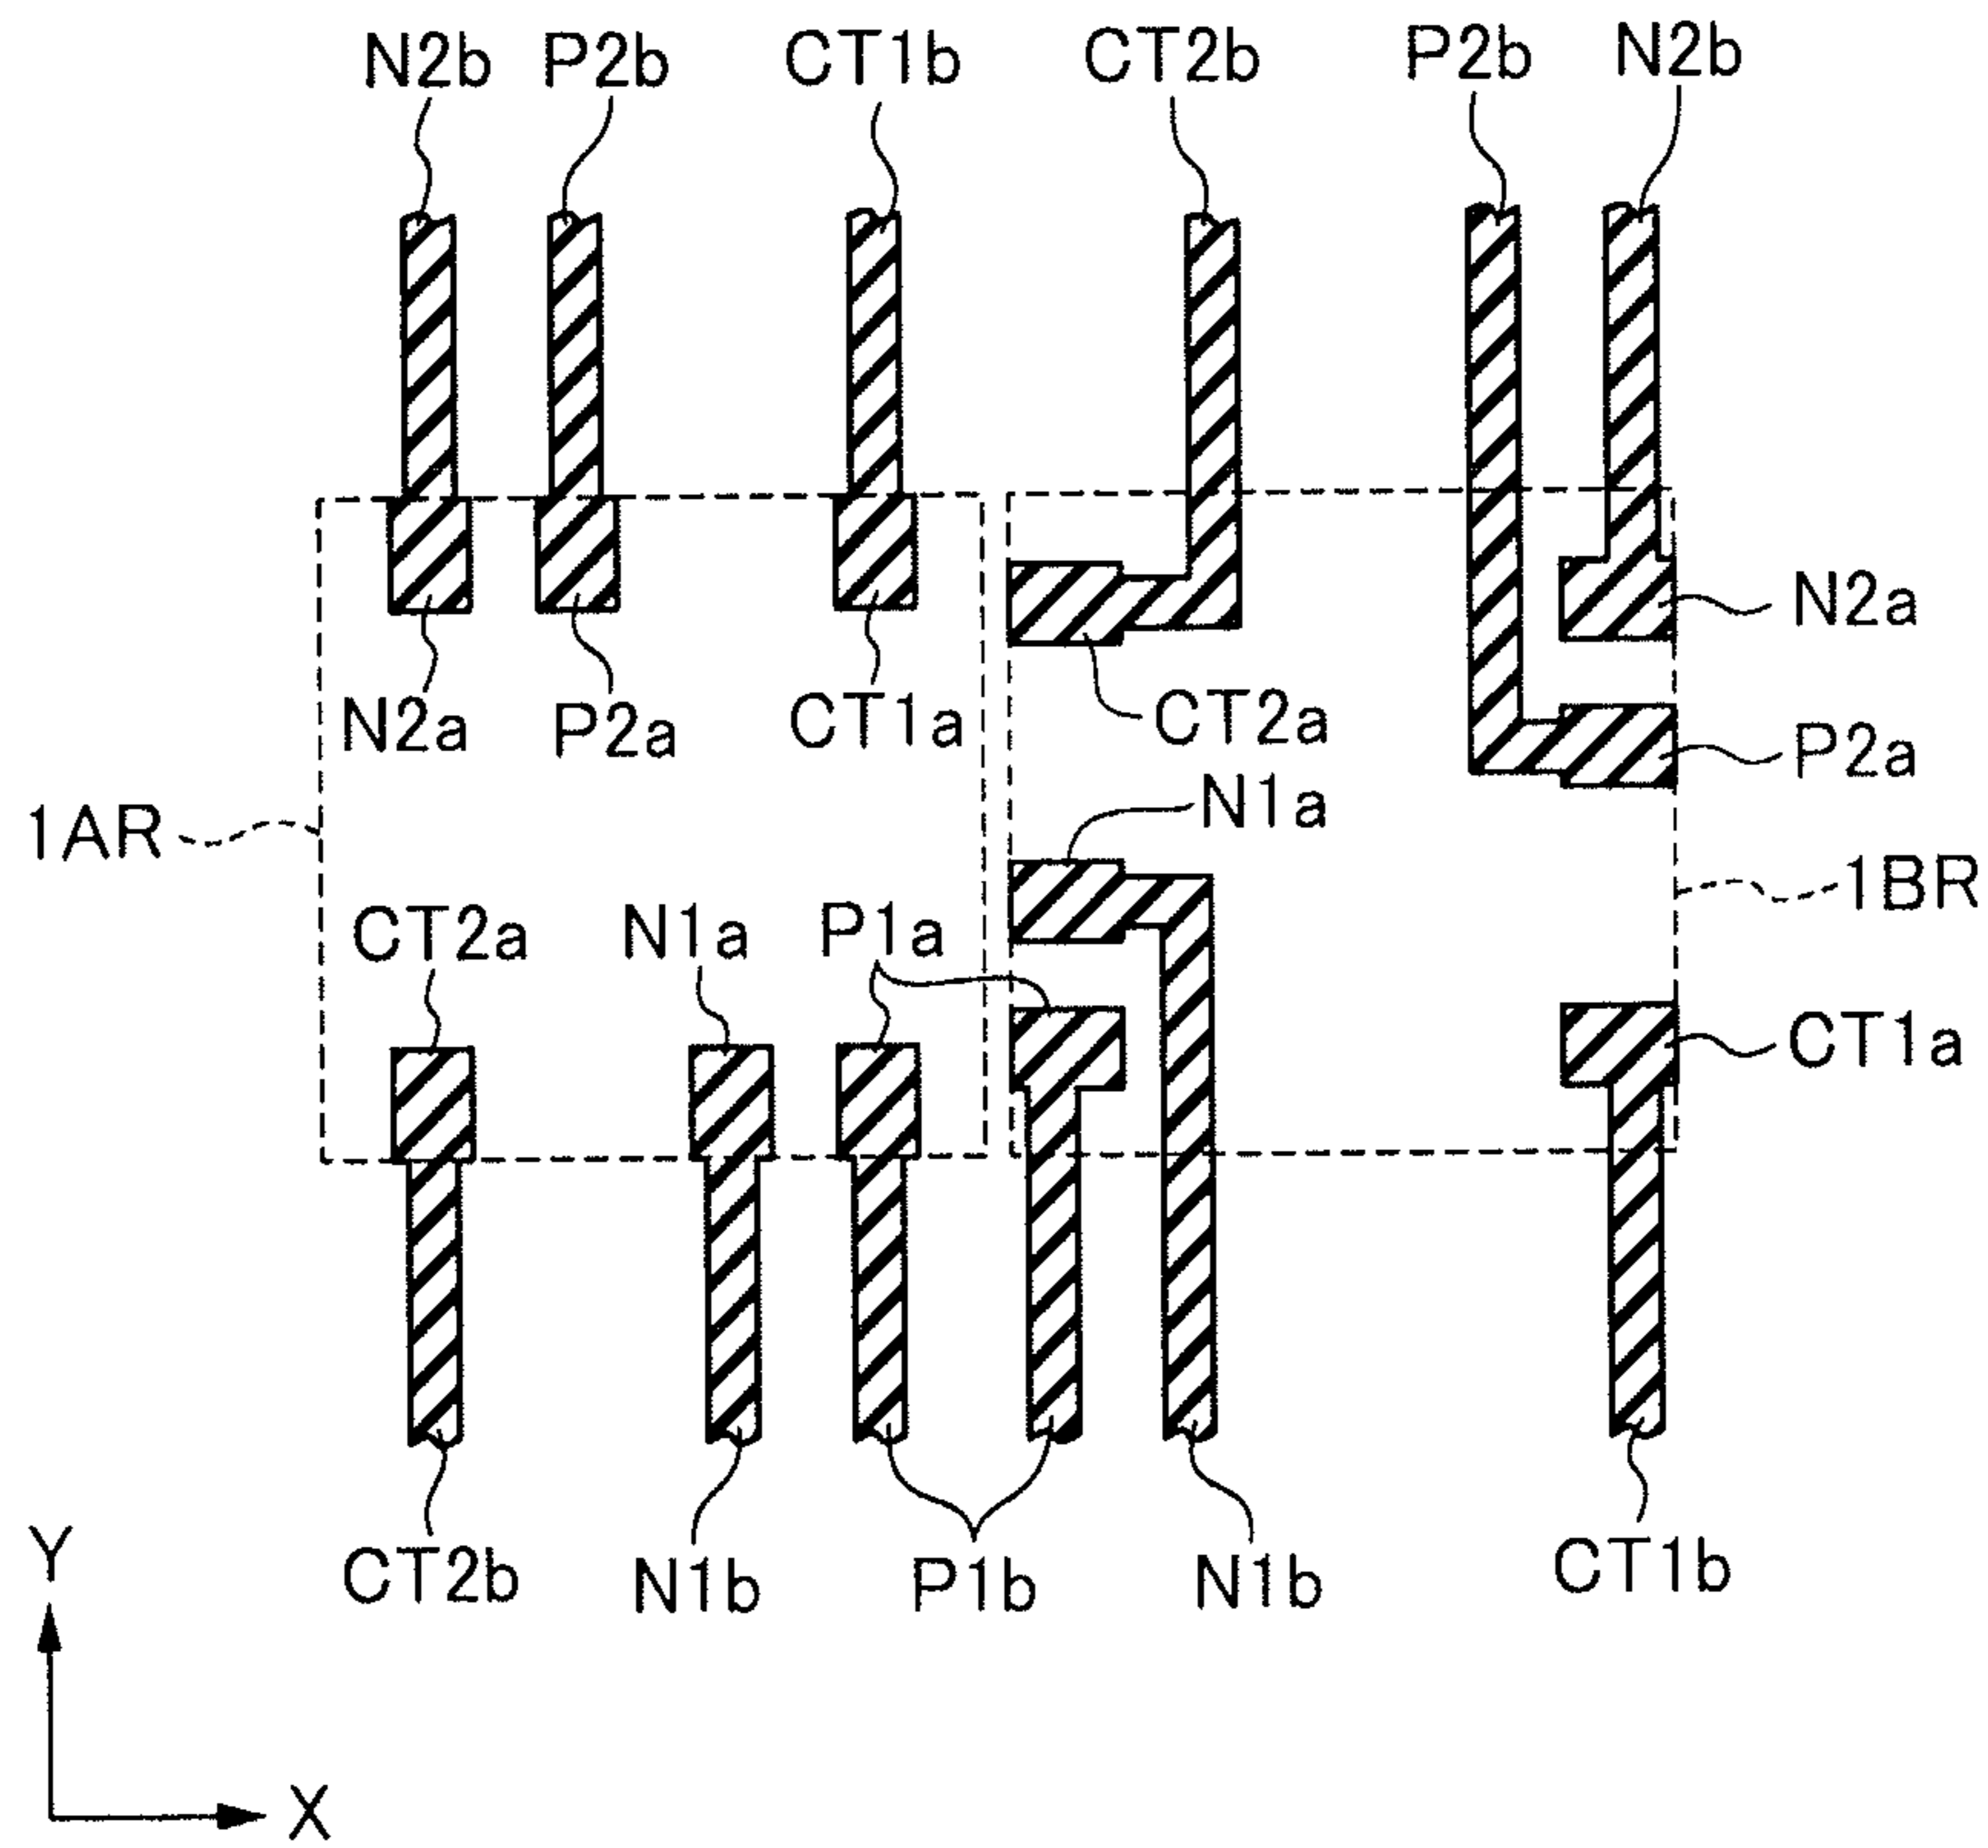 N2b P2b CT1b CT2b P2b N2b
N2a
N2a P2a CT1a CT2a P2a
1AR N1a 1BR
CT2a N1a P1a CT1a
CT2b N1b P1b N1b CT1b
Y
X